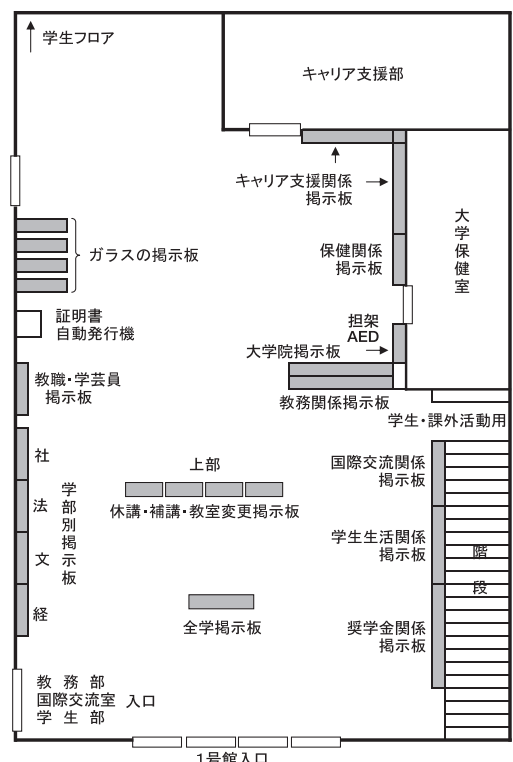 学生フロア
キャリア支援部
キャリア支援関係
掲示板
大学保健室
保健関係
掲示板
ガラスの掲示板
証明書
自動発行機
担架
AED
大学院掲示板
教職・学芸員
掲示板
教務関係掲示板
学生・課外活動用
社
法
文
経
学部別掲示板
上部
休講・補講・教室変更掲示板
国際交流関係
掲示板
学生生活関係
掲示板
階段
奨学金関係
掲示板
全学掲示板
教務部
国際交流室 入口
学生部
1号館入口